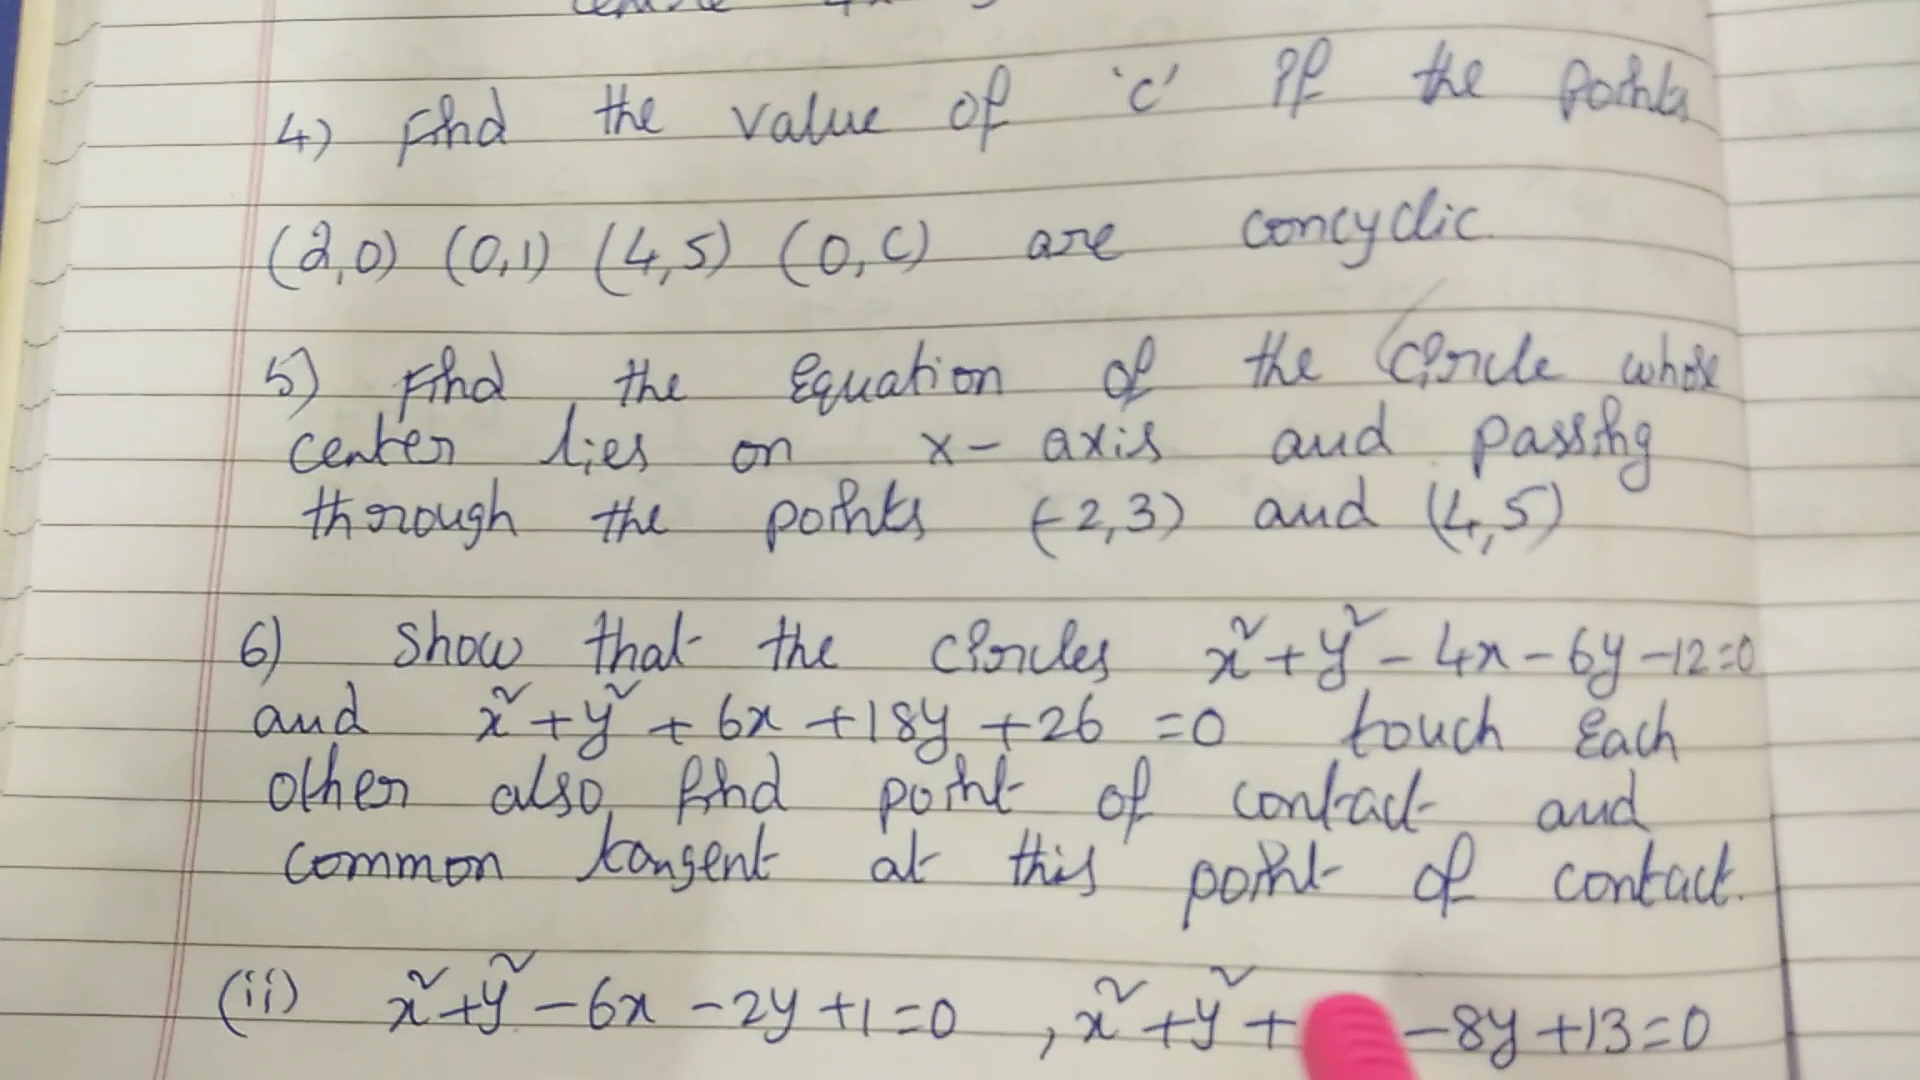 4) Find the value of 'c' if the points
(2,0) (0,1) (4,5) (0,C) are concyclic.
5) Find the Equation of the Circle whose
center lies on x- axis and passing
through the points (-2,3) and (4,5)
6) Show that the circles x²+y²-4x-6y-12=0
and x²+y²+6x+18y+26=0 touch Each
other also, find point of contact and
common tangent at this point of contact.
(ii) x²+y²-6x-2y+1=0 , x²+y²+ -8y+13=0